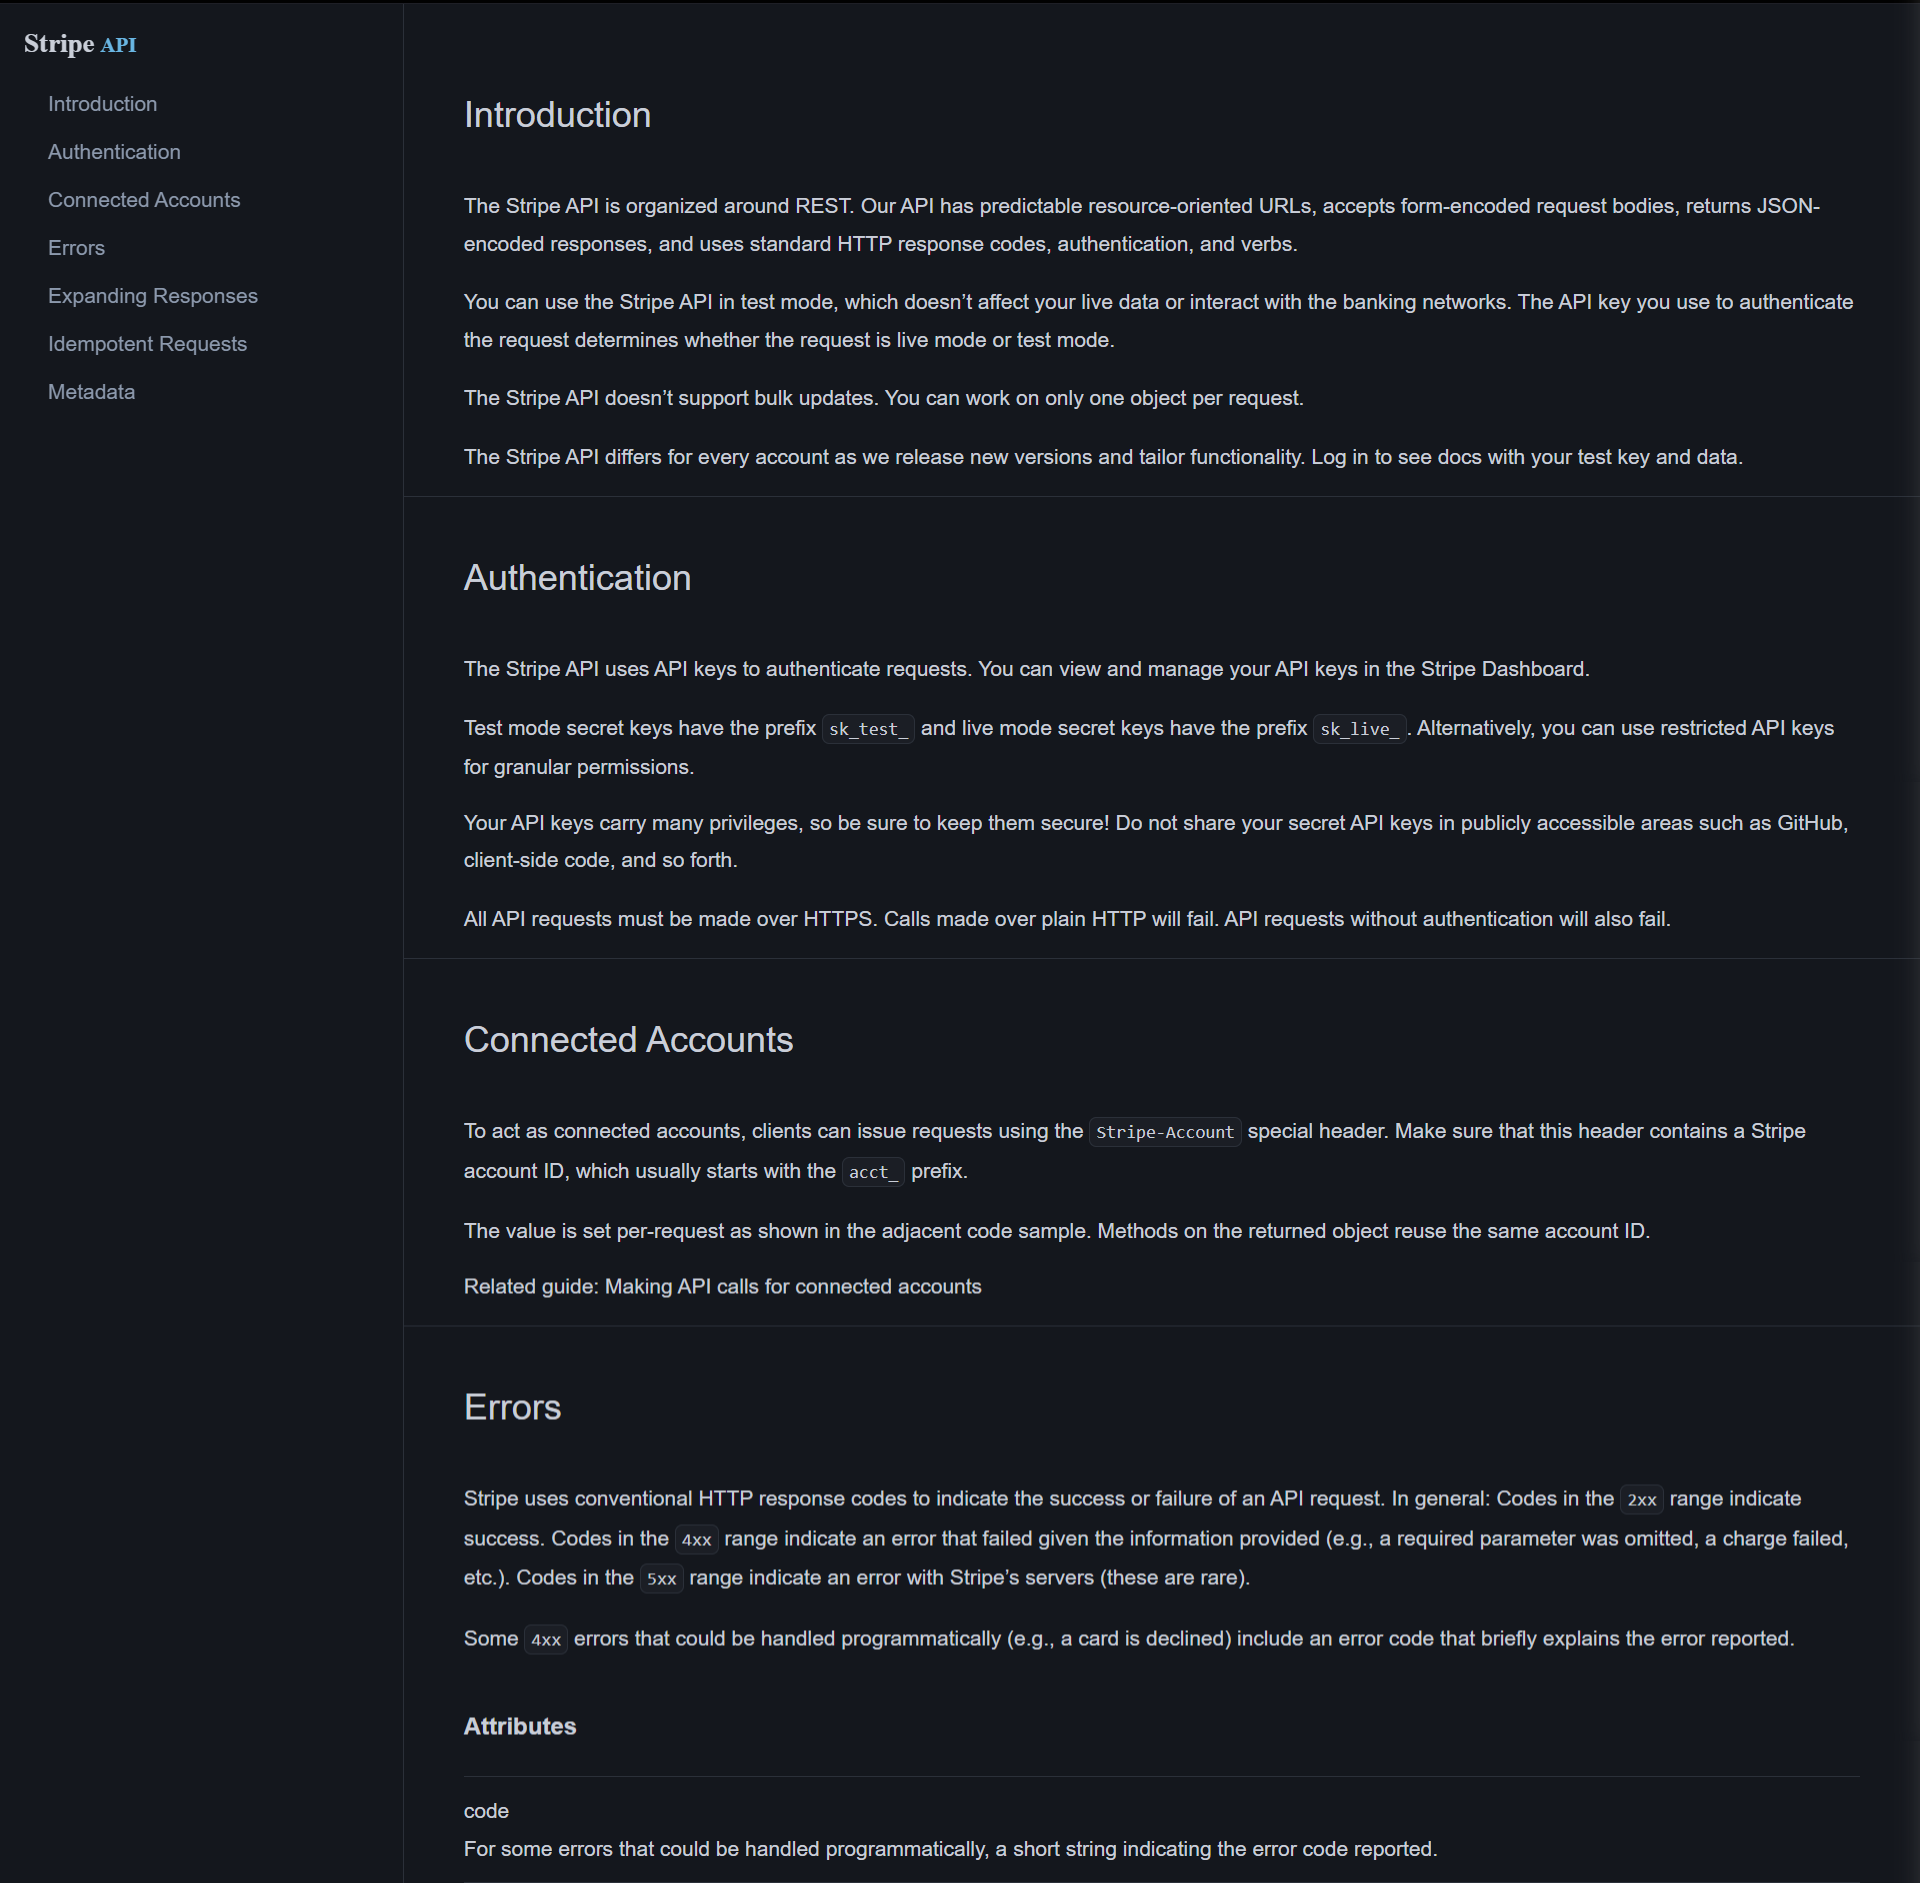 Stripe API
Introduction
Authentication
Connected Accounts
Errors
Expanding Responses
Idempotent Requests
Metadata
Introduction
The Stripe API is organized around REST. Our API has predictable resource-oriented URLs, accepts form-encoded request bodies, returns JSON-
encoded responses, and uses standard HTTP response codes, authentication, and verbs.
You can use the Stripe API in test mode, which doesn’t affect your live data or interact with the banking networks. The API key you use to authenticate
the request determines whether the request is live mode or test mode.
The Stripe API doesn’t support bulk updates. You can work on only one object per request.
The Stripe API differs for every account as we release new versions and tailor functionality. Log in to see docs with your test key and data.
Authentication
The Stripe API uses API keys to authenticate requests. You can view and manage your API keys in the Stripe Dashboard.
Test mode secret keys have the prefix sk_test_ and live mode secret keys have the prefix sk_live_. Alternatively, you can use restricted API keys
for granular permissions.
Your API keys carry many privileges, so be sure to keep them secure! Do not share your secret API keys in publicly accessible areas such as GitHub,
client-side code, and so forth.
All API requests must be made over HTTPS. Calls made over plain HTTP will fail. API requests without authentication will also fail.
Connected Accounts
To act as connected accounts, clients can issue requests using the Stripe-Account special header. Make sure that this header contains a Stripe
account ID, which usually starts with the acct_ prefix.
The value is set per-request as shown in the adjacent code sample. Methods on the returned object reuse the same account ID.
Related guide: Making API calls for connected accounts
Errors
Stripe uses conventional HTTP response codes to indicate the success or failure of an API request. In general: Codes in the 2xx range indicate
success. Codes in the 4xx range indicate an error that failed given the information provided (e.g., a required parameter was omitted, a charge failed,
etc.). Codes in the 5xx range indicate an error with Stripe’s servers (these are rare).
Some 4xx errors that could be handled programmatically (e.g., a card is declined) include an error code that briefly explains the error reported.
Attributes
code
For some errors that could be handled programmatically, a short string indicating the error code reported.